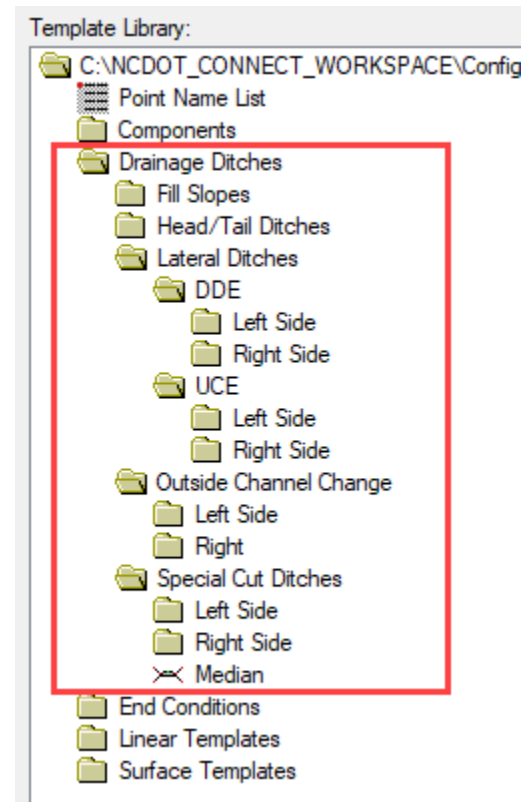 Template Library:
C:\NCDOT_CONNECT_WORKSPACE\Config
Point Name List
Components
Drainage Ditches
Fill Slopes
Head/Tail Ditches
Lateral Ditches
DDE
Left Side
Right Side
UCE
Left Side
Right Side
Outside Channel Change
Left Side
Right
Special Cut Ditches
Left Side
Right Side
Median
End Conditions
Linear Templates
Surface Templates